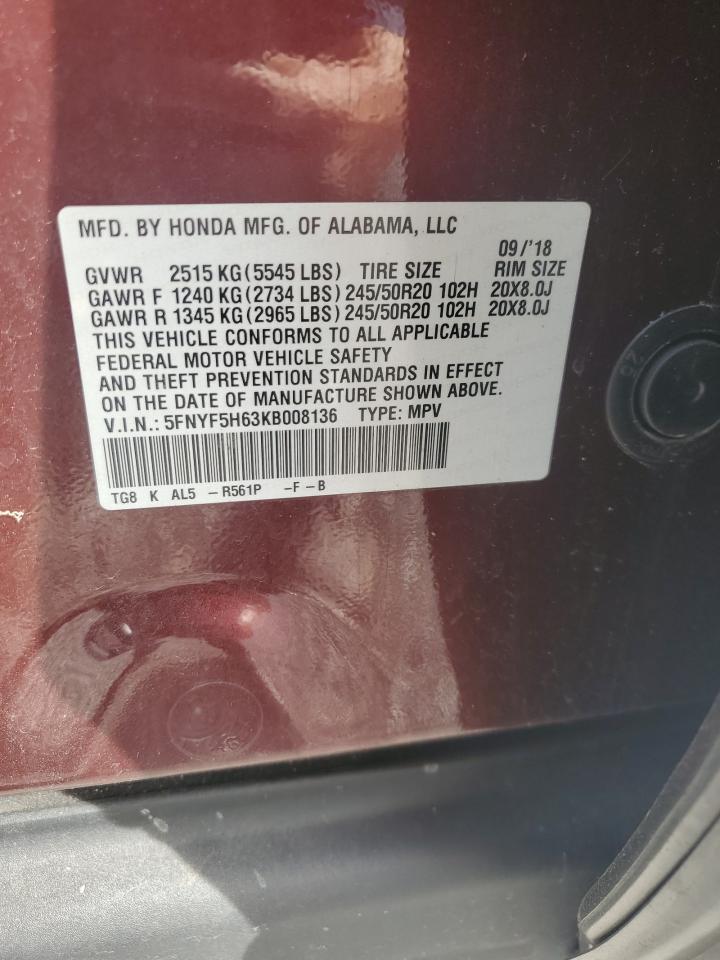 MFD. BY HONDA MFG. OF ALABAMA, LLC
09/'18
GVWR 2515 KG (5545 LBS) TIRE SIZE RIM SIZE
GAWR F 1240 KG (2734 LBS) 245/50R20 102H 20X8.0J
GAWR R 1345 KG (2965 LBS) 245/50R20 102H 20X8.0J
THIS VEHICLE CONFORMS TO ALL APPLICABLE
FEDERAL MOTOR VEHICLE SAFETY
AND THEFT PREVENTION STANDARDS IN EFFECT
ON THE DATE OF MANUFACTURE SHOWN ABOVE.
V.I.N.: 5FNYF5H63KB008136 TYPE: MPV
TG8 K AL5 - R561P - F - B